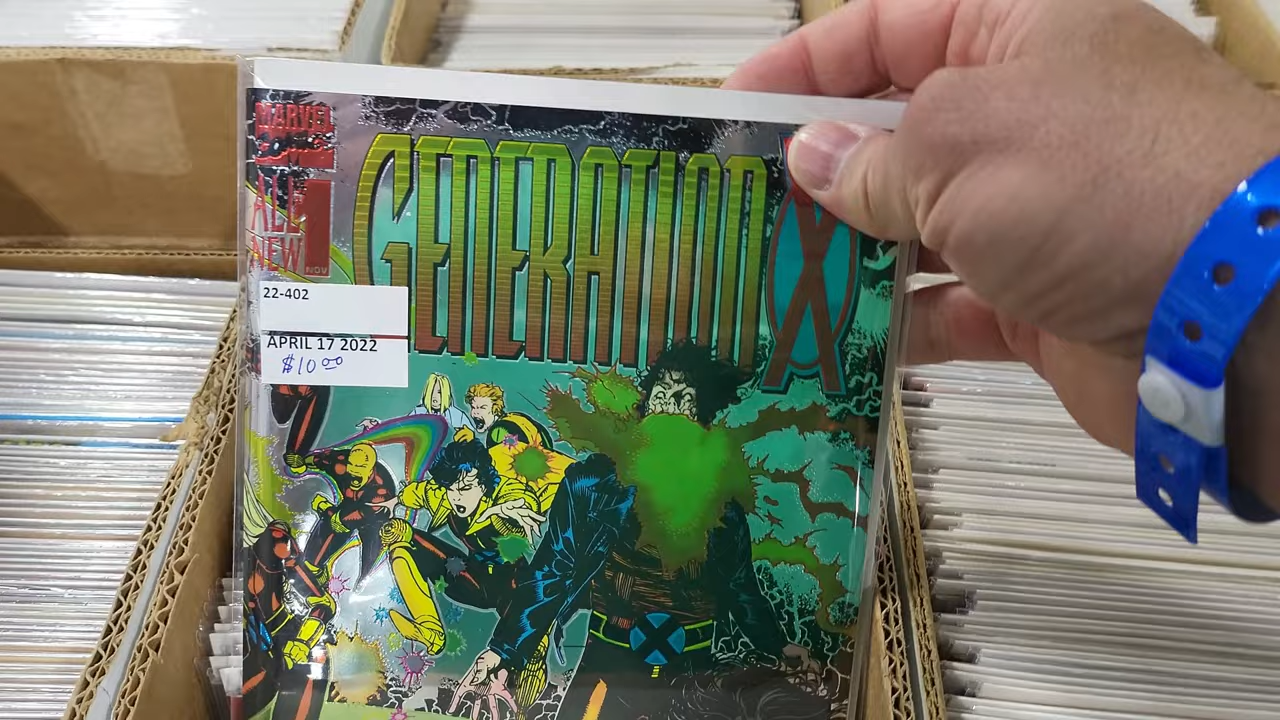 MARVEL
ALL
NEW
1
NOV
GENERATION X
22-402
APRIL 17 2022
$10.00